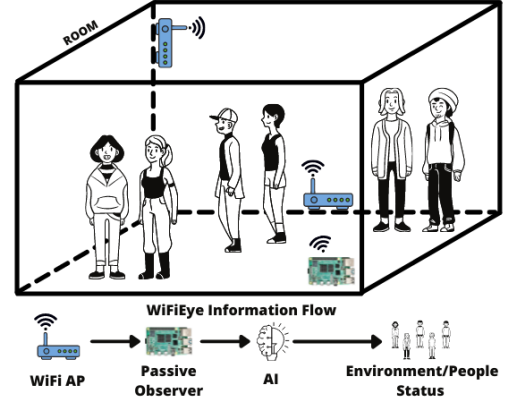 ROOM
WiFiEye Information Flow
WiFi AP
Passive
Observer
AI
Environment/People
Status